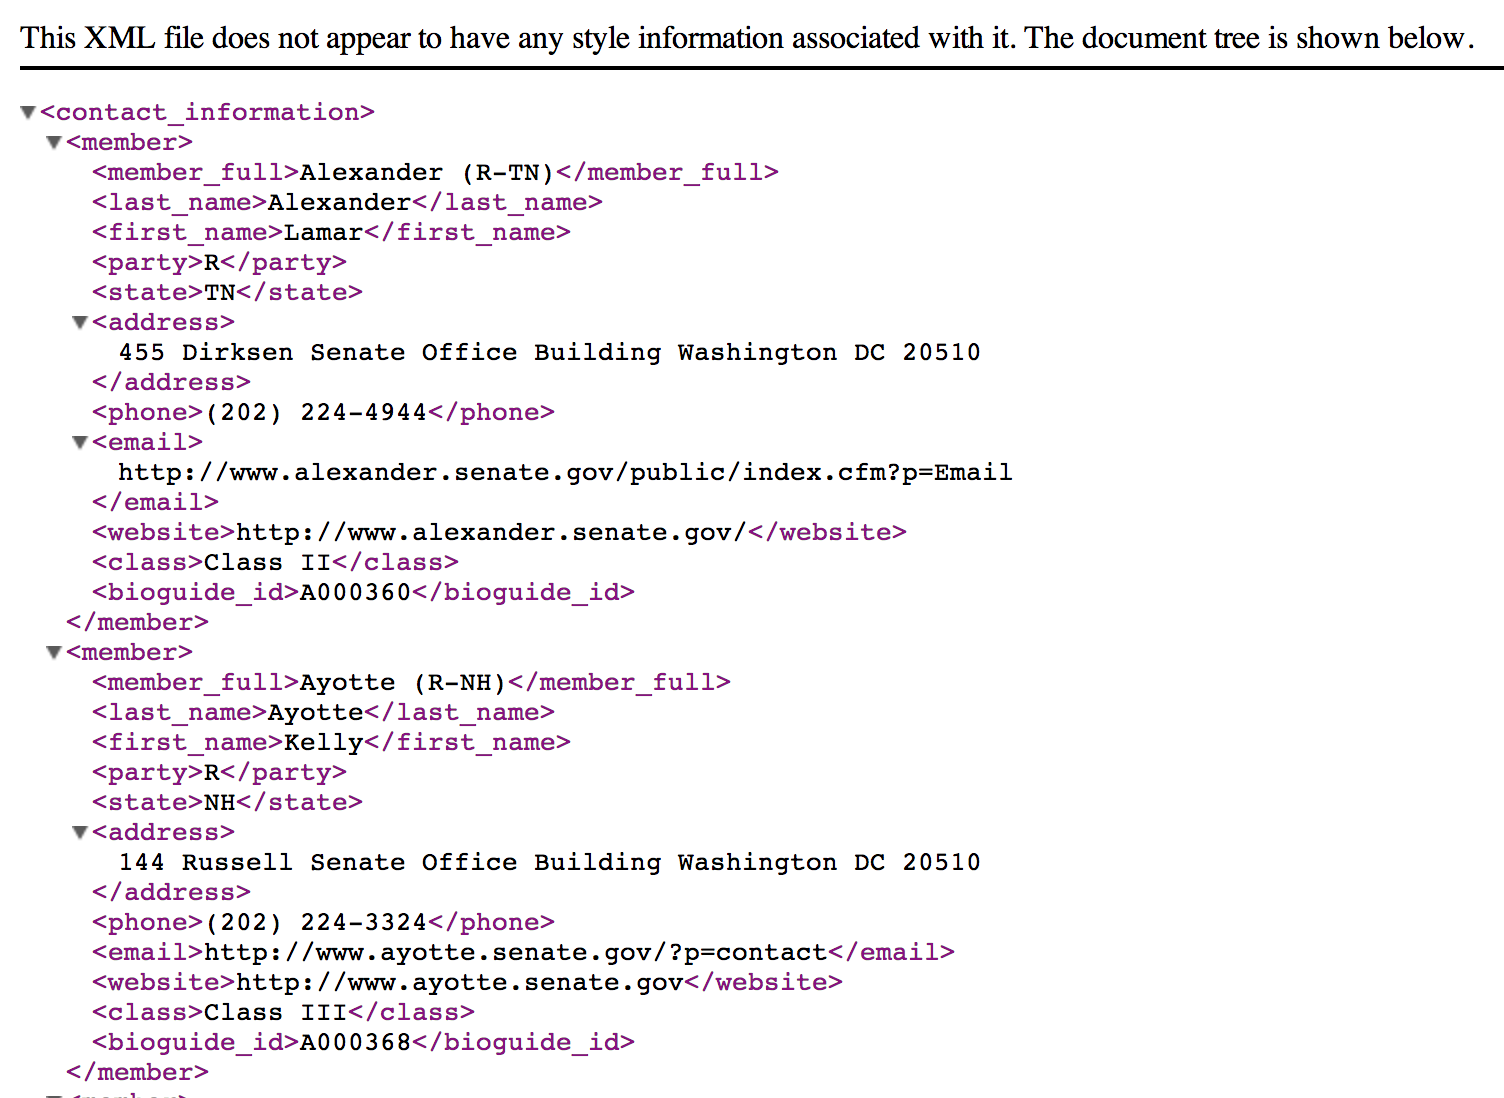 This XML file does not appear to have any style information associated with it. The document tree is shown below.
▼<contact_information>
▼<member>
<member_full>Alexander (R-TN)</member_full>
<last_name>Alexander</last_name>
<first_name>Lamar</first_name>
<party>R</party>
<state>TN</state>
▼<address>
455 Dirksen Senate Office Building Washington DC 20510
</address>
<phone>(202) 224-4944</phone>
▼<email>
http://www.alexander.senate.gov/public/index.cfm?p=Email
</email>
<website>http://www.alexander.senate.gov/</website>
<class>Class II</class>
<bioguide_id>A000360</bioguide_id>
</member>
▼<member>
<member_full>Ayotte (R-NH)</member_full>
<last_name>Ayotte</last_name>
<first_name>Kelly</first_name>
<party>R</party>
<state>NH</state>
▼<address>
144 Russell Senate Office Building Washington DC 20510
</address>
<phone>(202) 224-3324</phone>
<email>http://www.ayotte.senate.gov/?p=contact</email>
<website>http://www.ayotte.senate.gov</website>
<class>Class III</class>
<bioguide_id>A000368</bioguide_id>
</member>